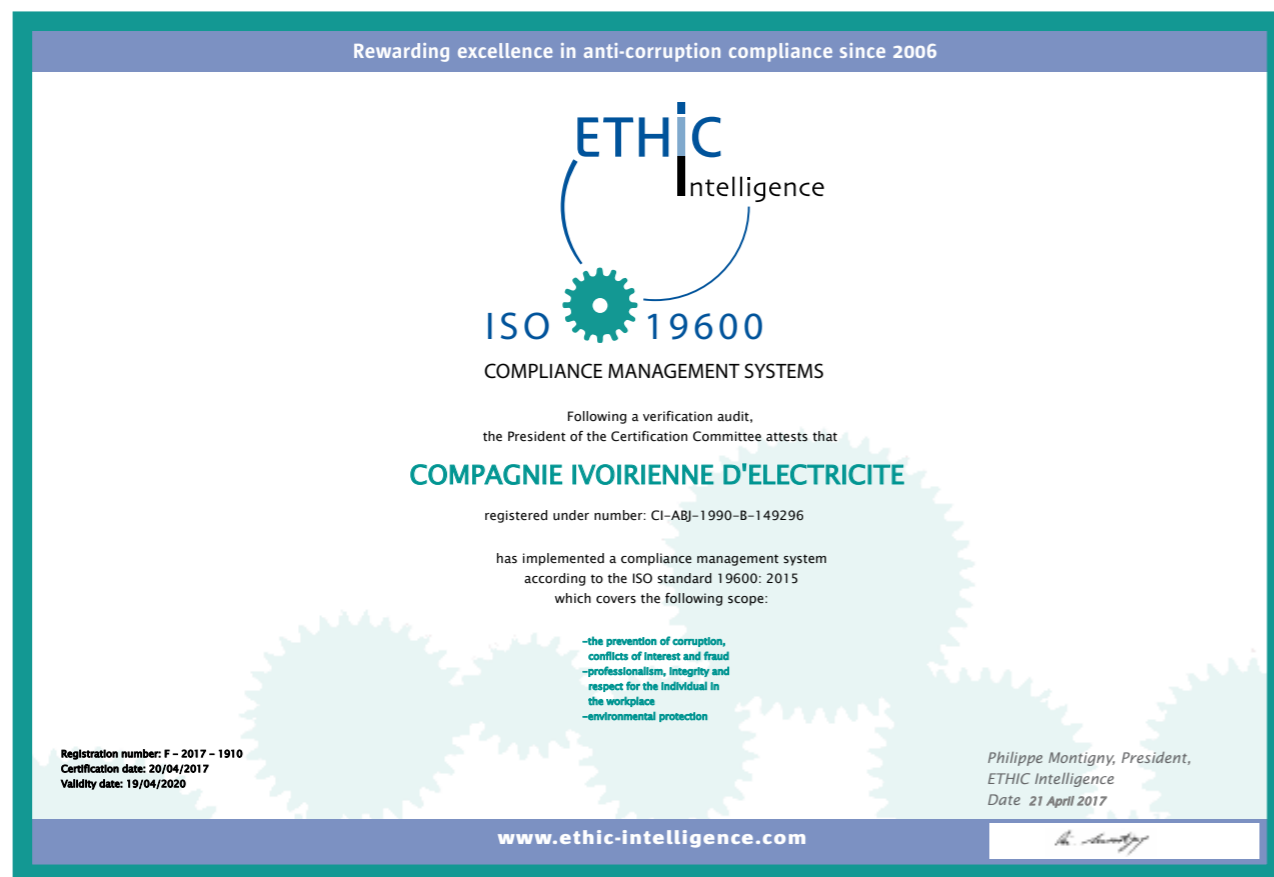 Rewarding excellence in anti-corruption compliance since 2006
ETHiC
Intelligence
ISO 19600
COMPLIANCE MANAGEMENT SYSTEMS
Following a verification audit,
the President of the Certification Committee attests that
COMPAGNIE IVOIRIENNE D'ELECTRICITE
registered under number: CI-ABJ-1990-B-149296
has implemented a compliance management system
according to the ISO standard 19600: 2015
which covers the following scope:
-the prevention of corruption,
conflicts of interest and fraud
-professionalism, integrity and
respect for the individual in
the workplace
-environmental protection
Registration number: F - 2017 - 1910
Certification date: 20/04/2017
Validity date: 19/04/2020
Philippe Montigny, President,
ETHIC Intelligence
Date 21 April 2017
www.ethic-intelligence.com